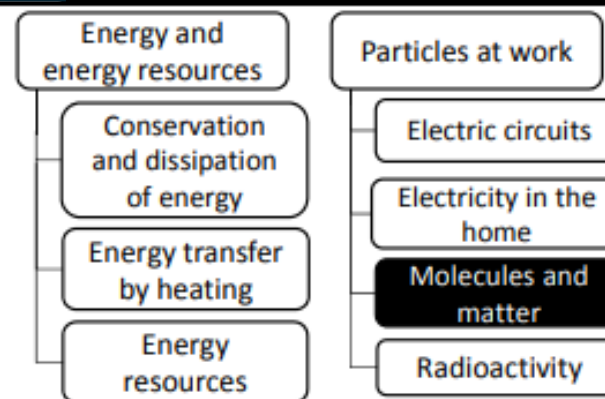 Energy and
energy resources
Conservation
and dissipation
of energy
Energy transfer
by heating
Energy
resources
Particles at work
Electric circuits
Electricity in the
home
Molecules and
matter
Radioactivity